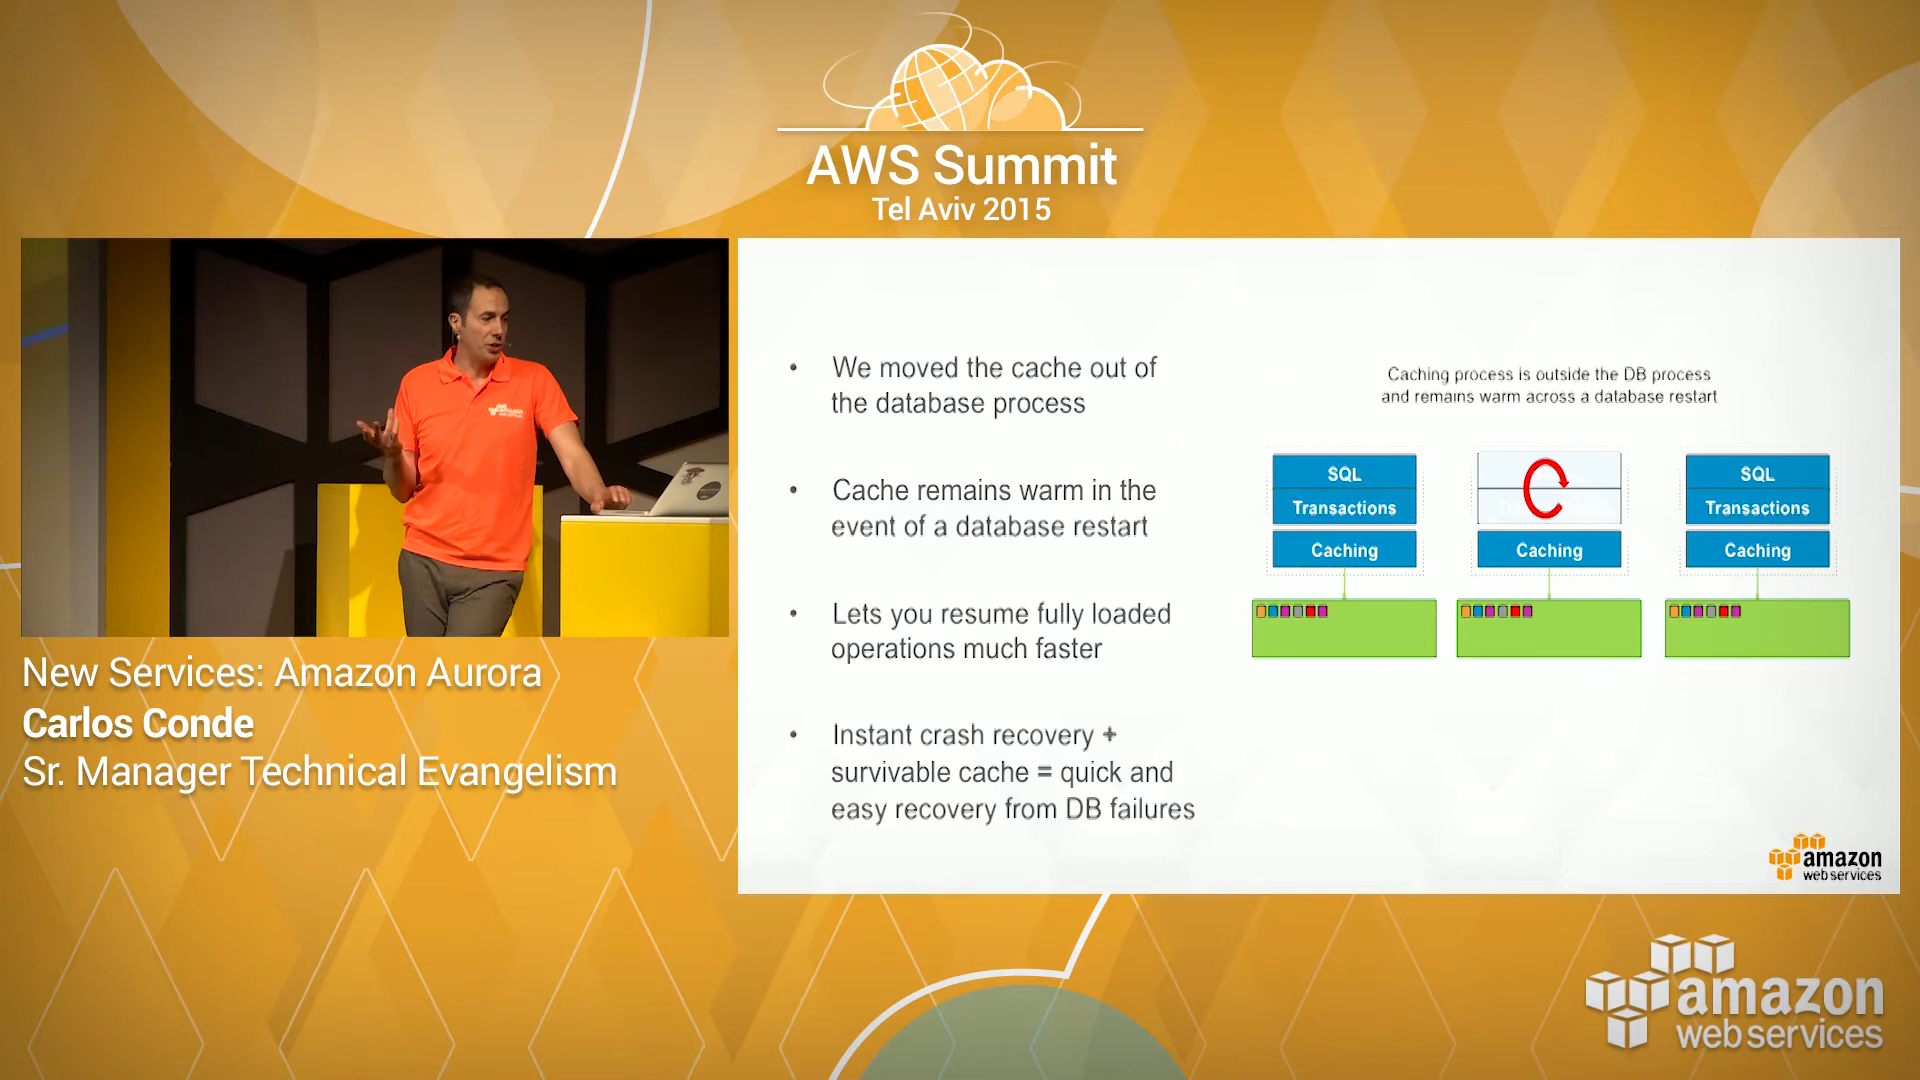 AWS Summit
Tel Aviv 2015
New Services: Amazon Aurora
Carlos Conde
Sr. Manager Technical Evangelism
• We moved the cache out of
the database process
• Cache remains warm in the
event of a database restart
• Lets you resume fully loaded
operations much faster
• Instant crash recovery +
survivable cache = quick and
easy recovery from DB failures
Caching process is outside the DB process
and remains warm across a database restart
SQL
Transactions
Caching
Caching
SQL
Transactions
Caching
amazon
web services
amazon
web services